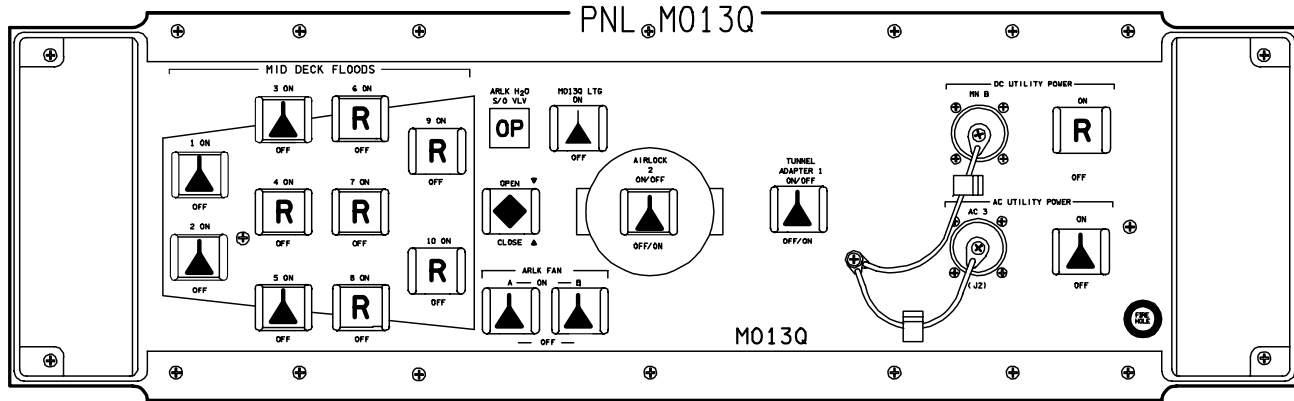 PNL MO13Q
MID DECK FLOODS
1 ON
OFF
2 ON
OFF
3 ON
OFF
4 ON
OFF
5 ON
OFF
6 ON
R
OFF
7 ON
R
OFF
8 ON
R
OFF
9 ON
R
OFF
10 ON
R
OFF
R
ARLK H2O
S/O VLV
OP
OPEN
CLOSE
MO13Q LTG
ON
OFF
ARLK FAN
A ON B
OFF
AIRLOCK
2
ON/OFF
OFF/ON
TUNNEL
ADAPTER 1
ON/OFF
OFF/ON
MO13Q
DC UTILITY POWER
MN B
ON
R
OFF
AC UTILITY POWER
AC 3
(J2)
ON
OFF
FIRE
HOLE